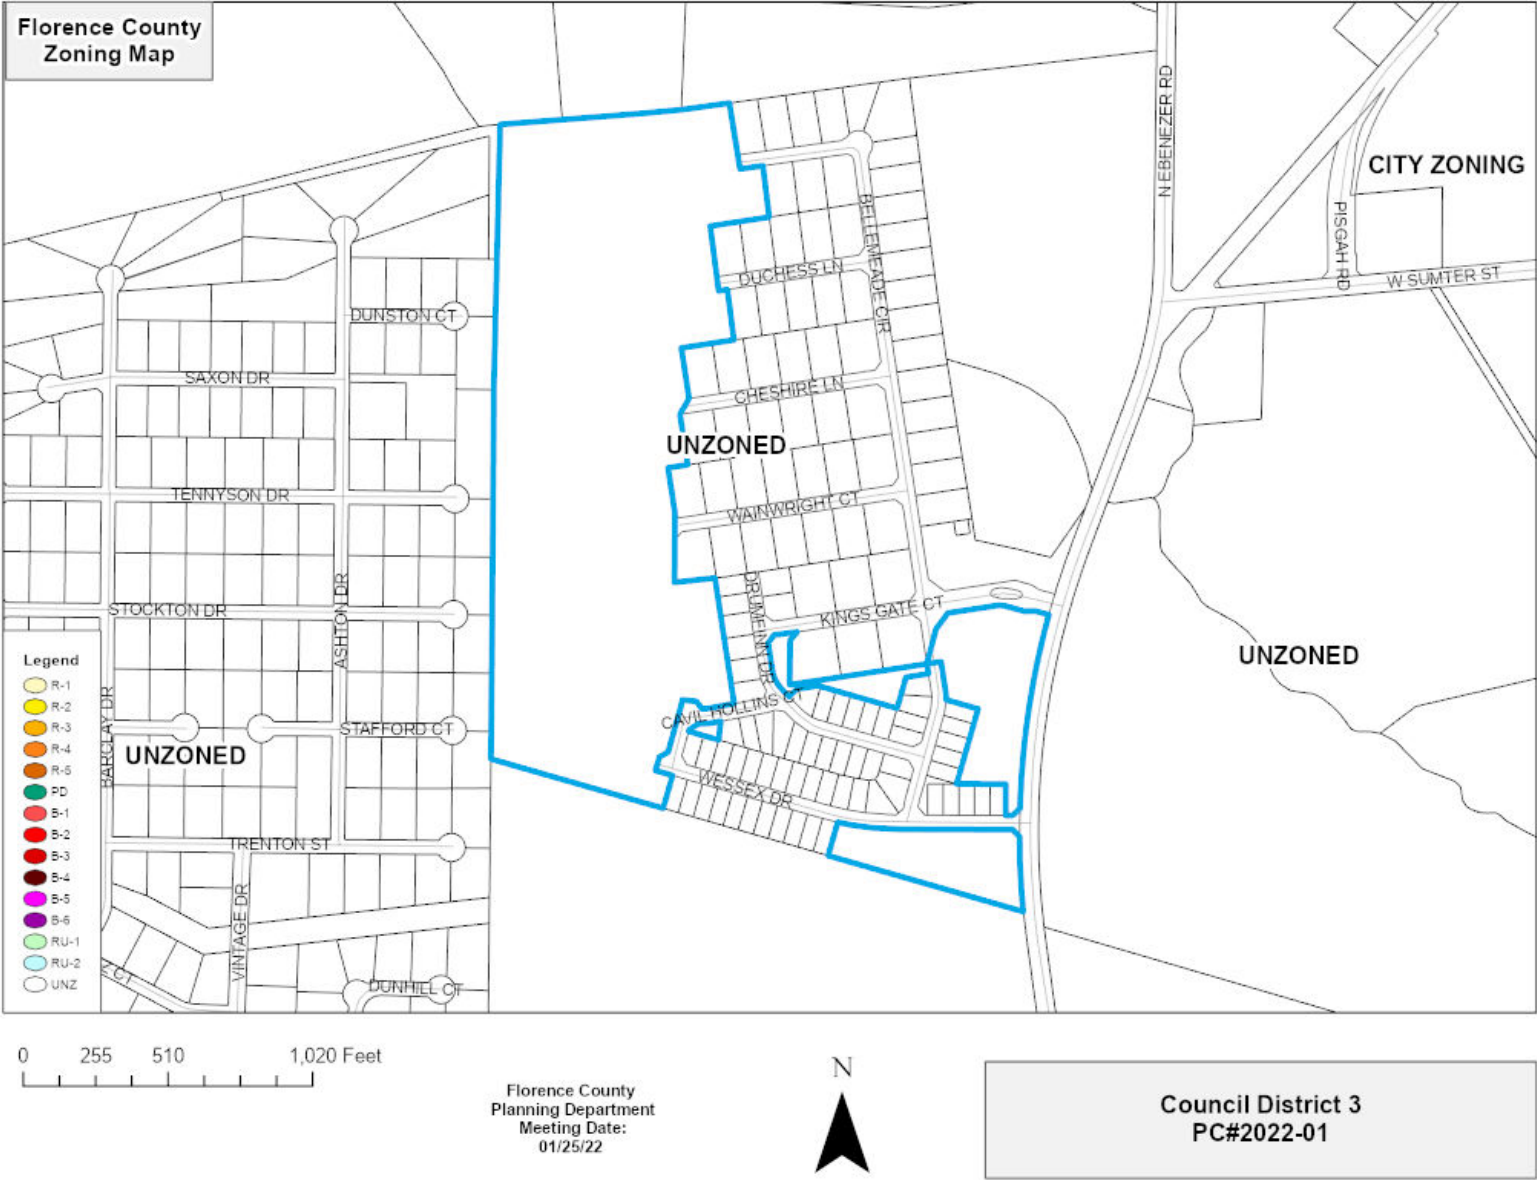 Florence County
Zoning Map
N EBENEZER RD
CITY ZONING
PISGAH RD
W SUMTER ST
BELLEMEADE CIR
DUCHESS LN
DUNSTON CT
SAXON DR
CHESHIRE LN
UNZONED
TENNYSON DR
WAINWRIGHT CT
ASHTON DR
STOCKTON DR
KINGS GATE CT
UNZONED
CAVIL ROLLINS CT
BARCLAY DR
STAFFORD CT
UNZONED
WESSEX DR
TRENTON ST
VINTAGE DR
DUNHILL CT
Legend
R-1
R-2
R-3
R-4
R-5
PD
B-1
B-2
B-3
B-4
B-5
B-6
RU-1
RU-2
UNZ
0 255 510 1,020 Feet
Florence County
Planning Department
Meeting Date:
01/25/22
N
Council District 3
PC#2022-01